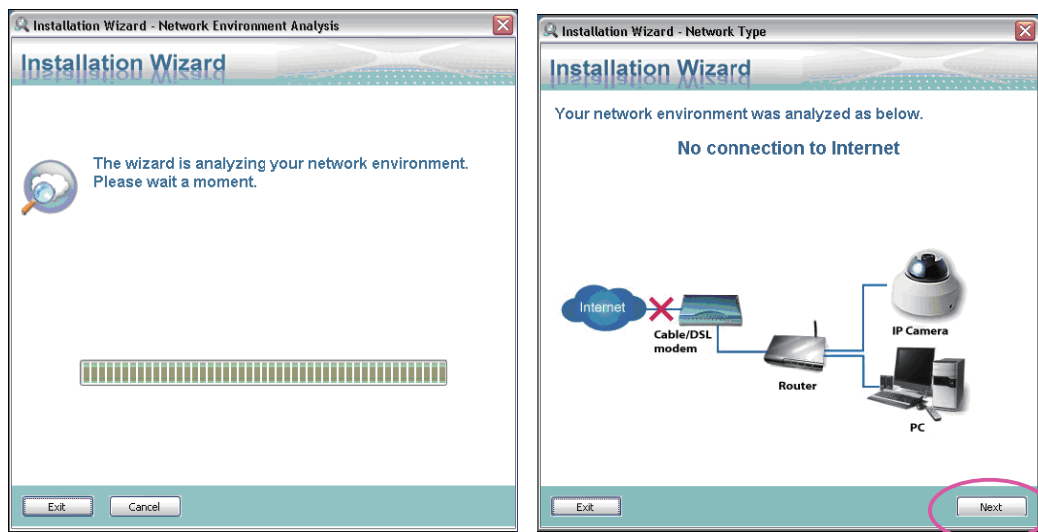 Installation Wizard - Network Environment Analysis
Installation Wizard
The wizard is analyzing your network environment.
Please wait a moment.
Exit
Cancel
Installation Wizard - Network Type
Installation Wizard
Your network environment was analyzed as below.
No connection to Internet
Internet
Cable/DSL
modem
Router
IP Camera
PC
Exit
Next